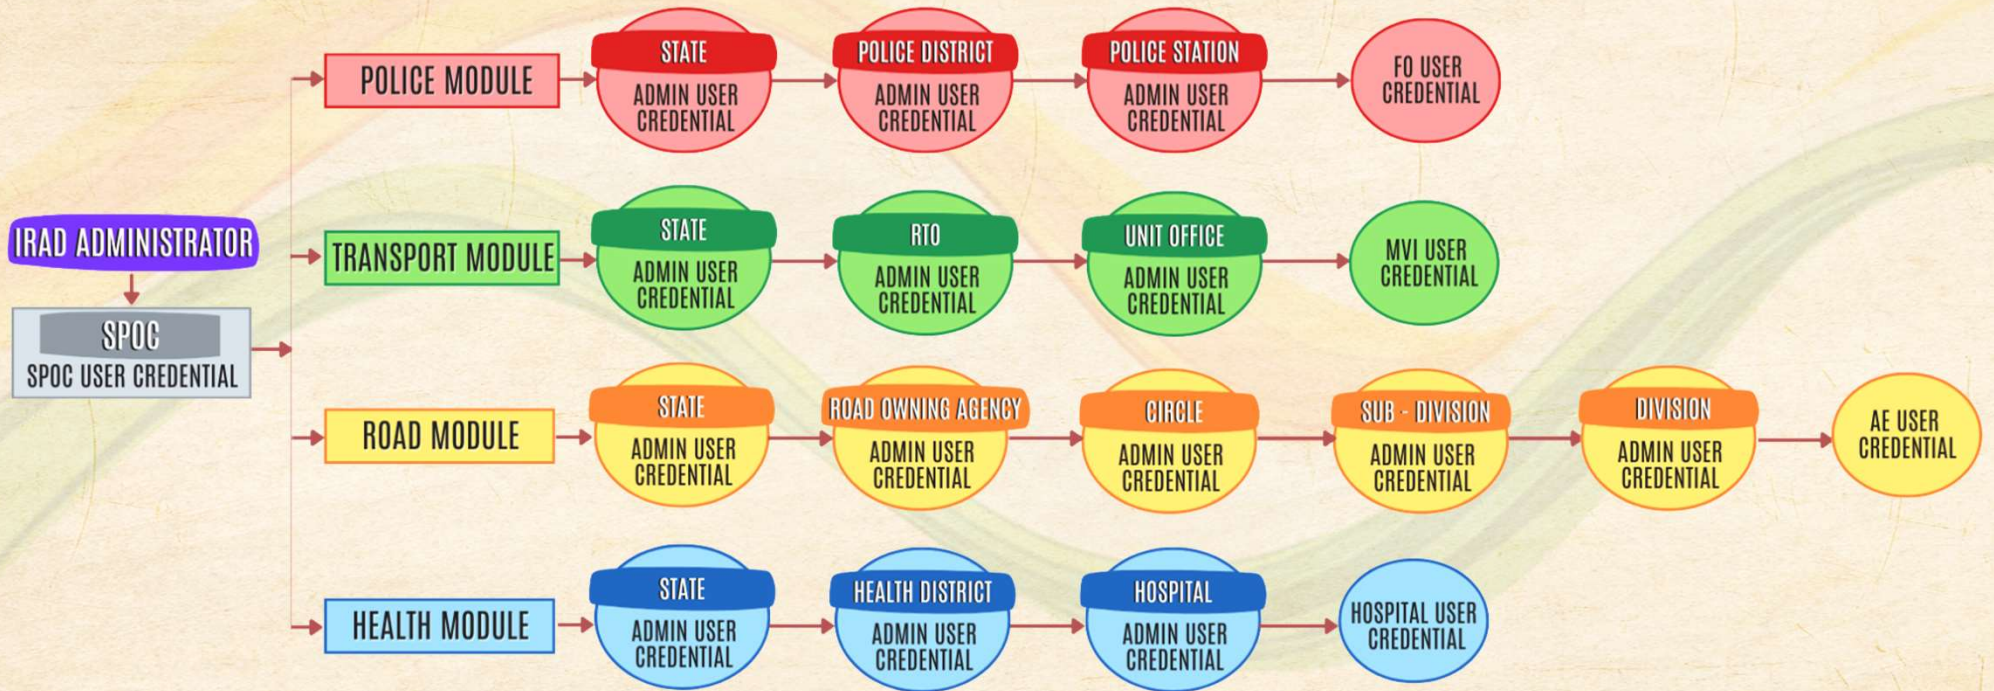 IRAD ADMINISTRATOR
SPOC
SPOC USER CREDENTIAL
POLICE MODULE
STATE
ADMIN USER
CREDENTIAL
POLICE DISTRICT
ADMIN USER
CREDENTIAL
POLICE STATION
ADMIN USER
CREDENTIAL
FO USER
CREDENTIAL
TRANSPORT MODULE
STATE
ADMIN USER
CREDENTIAL
RTO
ADMIN USER
CREDENTIAL
UNIT OFFICE
ADMIN USER
CREDENTIAL
MVI USER
CREDENTIAL
ROAD MODULE
STATE
ADMIN USER
CREDENTIAL
ROAD OWNING AGENCY
ADMIN USER
CREDENTIAL
CIRCLE
ADMIN USER
CREDENTIAL
SUB - DIVISION
ADMIN USER
CREDENTIAL
DIVISION
ADMIN USER
CREDENTIAL
AE USER
CREDENTIAL
HEALTH MODULE
STATE
ADMIN USER
CREDENTIAL
HEALTH DISTRICT
ADMIN USER
CREDENTIAL
HOSPITAL
ADMIN USER
CREDENTIAL
HOSPITAL USER
CREDENTIAL